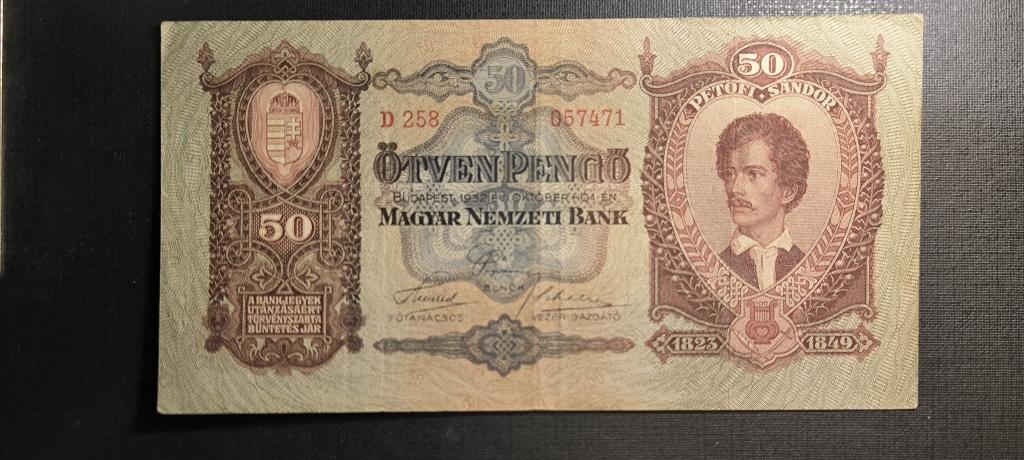 50
A BANKJEGYEK
UTÁNZÁSAÉRT
TÖRVÉNYSZABTA
BÜNTETÉS JÁR
50
D 258
057471
ÖTVEN PENGŐ
BUDAPEST, 1932 ÉVI OKTÓBER HÓ 1-ÉN.
MAGYAR NEMZETI BANK
ELNÖK
FŐTANÁCSOS
VEZÉRIGAZGATÓ
50
PETŐFI SÁNDOR
1823
1849